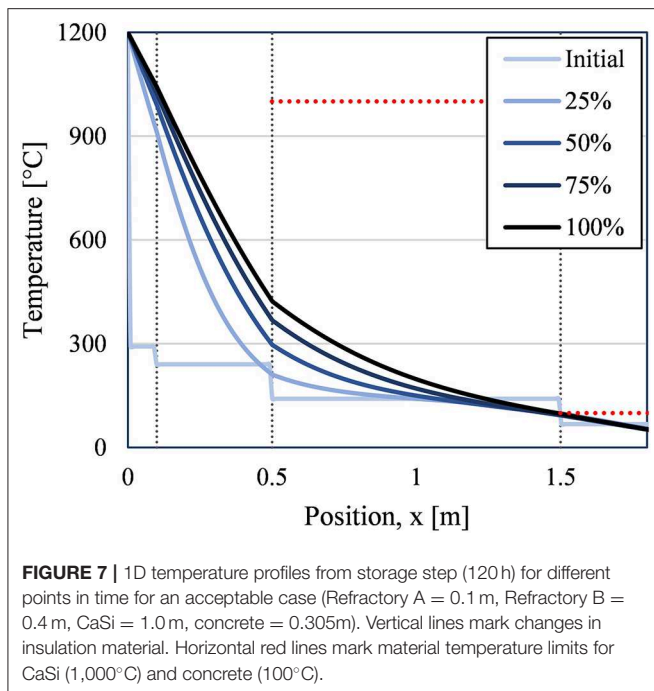 1200
900
600
300
0
Temperature [°C]
Initial
25%
50%
75%
100%
0
0.5
1
1.5
Position, x [m]
FIGURE 7 | 1D temperature profiles from storage step (120 h) for different
points in time for an acceptable case (Refractory A = 0.1 m, Refractory B =
0.4 m, CaSi = 1.0 m, concrete = 0.305m). Vertical lines mark changes in
insulation material. Horizontal red lines mark material temperature limits for
CaSi (1,000°C) and concrete (100°C).